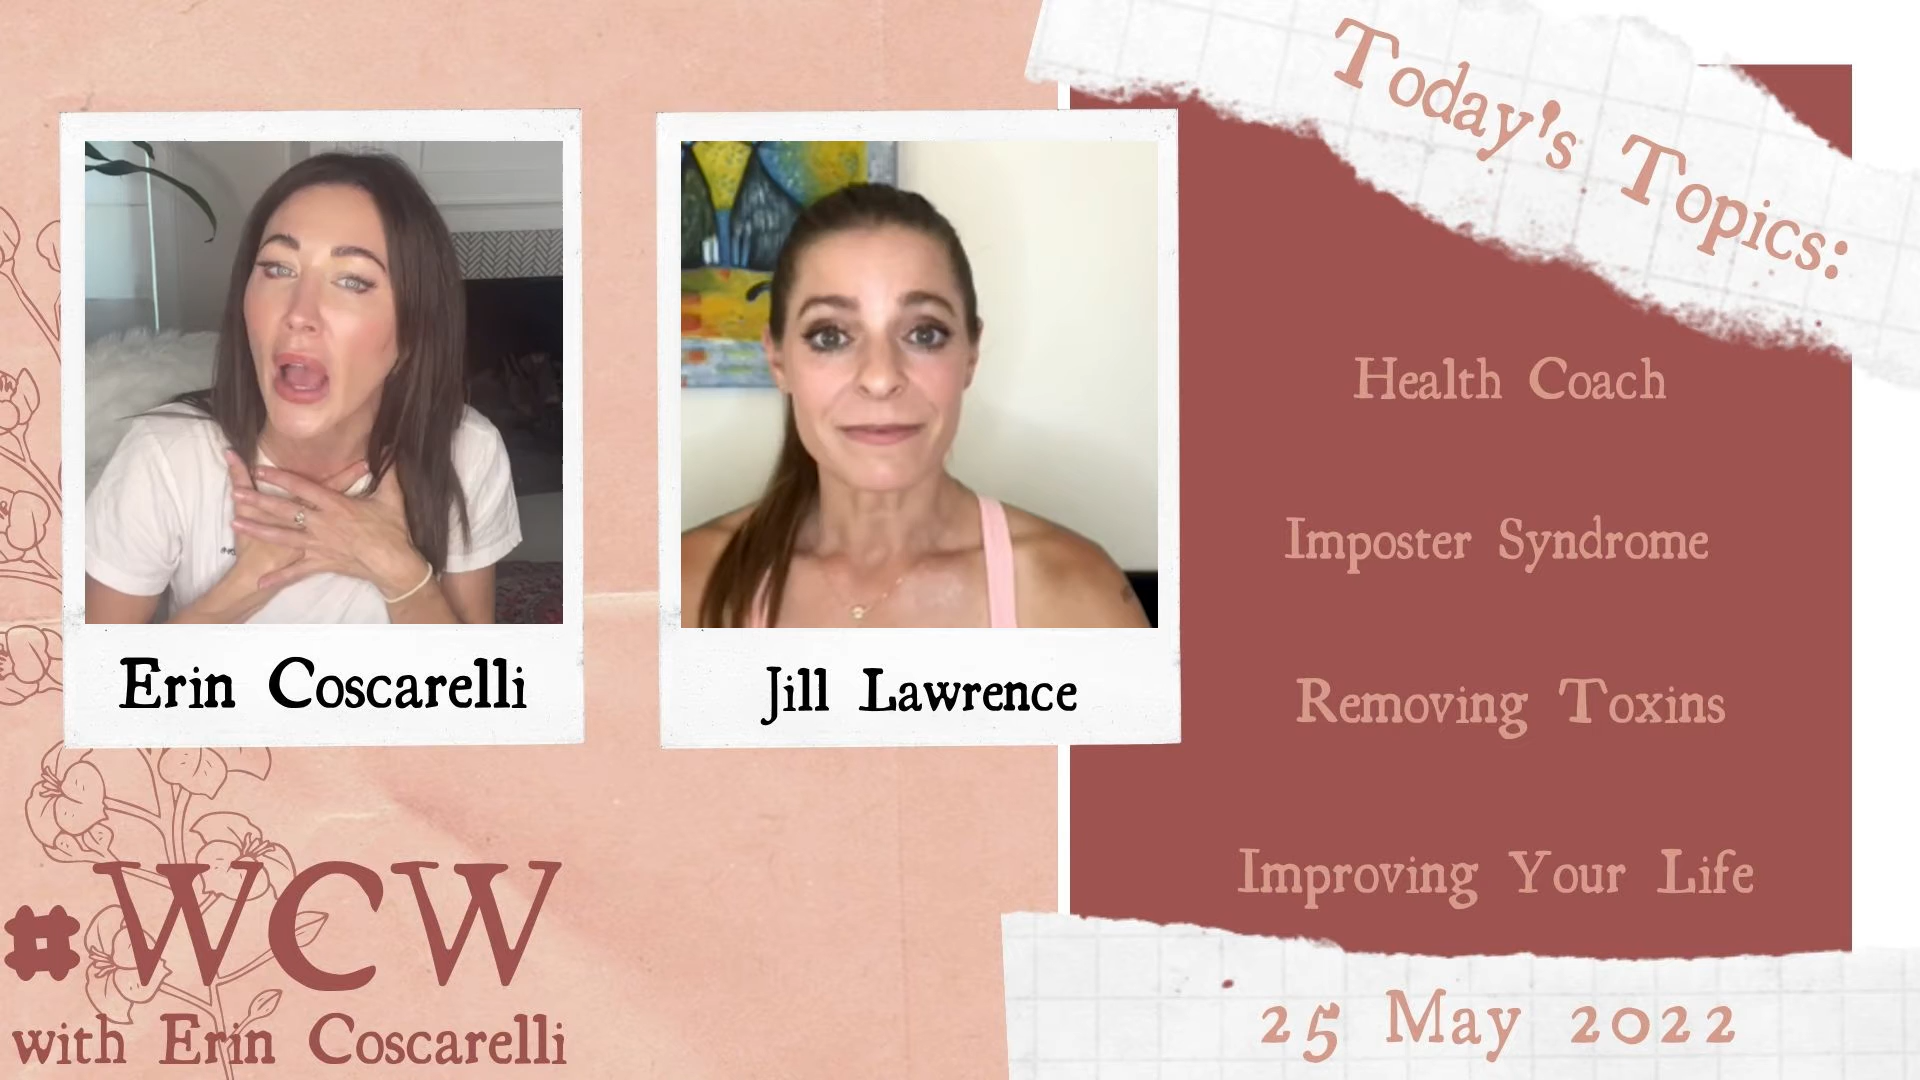 Today's Topics:
Erin Coscarelli
Jill Lawrence
Health Coach
Imposter Syndrome
Removing Toxins
Improving Your Life
#WCW
with Erin Coscarelli
25 May 2022